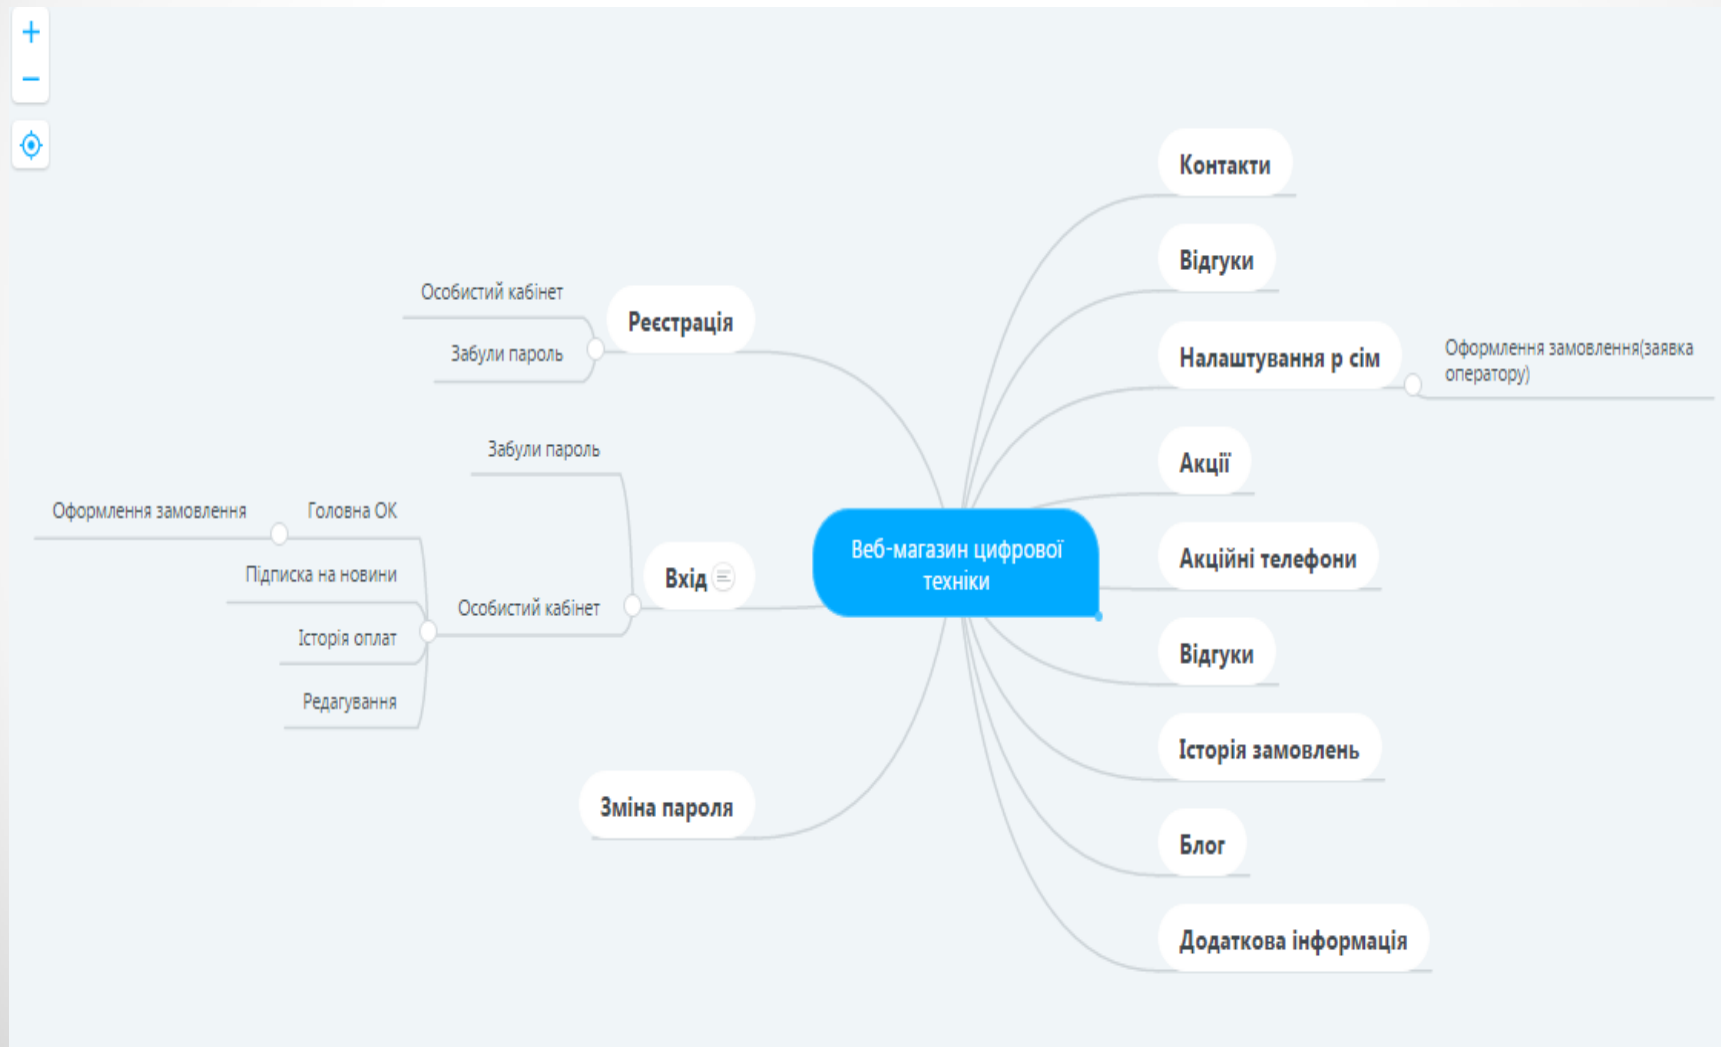 Контакти
Відгуки
Особистий кабінет
Реєстрація
Забули пароль
Налаштування р сім
Оформлення замовлення(заявка
оператору)
Забули пароль
Акції
Оформлення замовлення
Головна ОК
Веб-магазин цифрової
техніки
Акційні телефони
Підписка на новини
Вхід
Особистий кабінет
Історія оплат
Відгуки
Редагування
Історія замовлень
Зміна пароля
Блог
Додаткова інформація